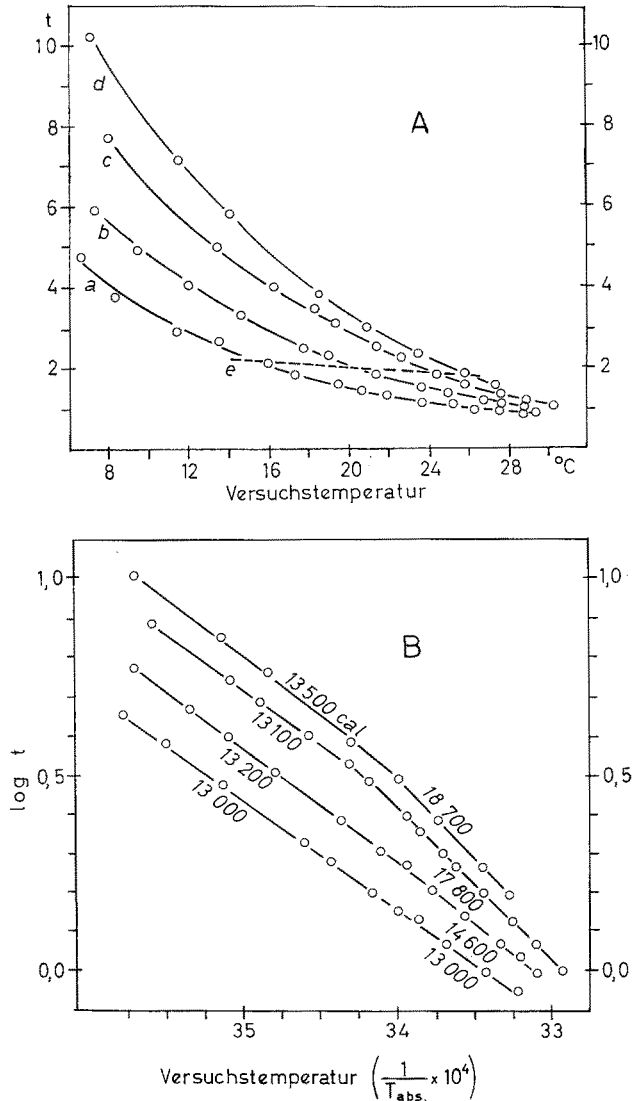 t
10
10
d
A
8
8
c
6
6
b
a
4
4
2
e
2
8 12 16 20 24 28 °C
Versuchstemperatur
1,0
1,0
B
13 500 cal
13 100
log t
0,5
13 200
0,5
13 000
18 700
17 800
14 600
0,0
13 000
0,0
35 34 33
Versuchstemperatur ( 1 / T abs. × 10⁴ )